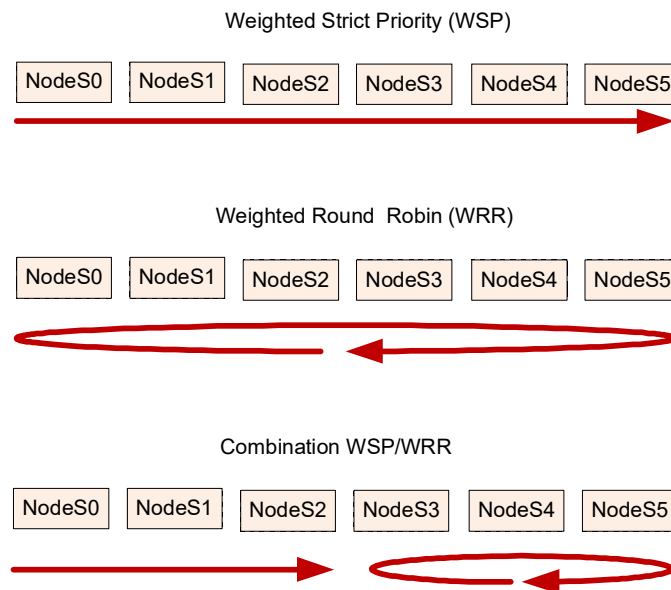 Weighted Strict Priority (WSP)
NodeS0 NodeS1 NodeS2 NodeS3 NodeS4 NodeS5
Weighted Round Robin (WRR)
NodeS0 NodeS1 NodeS2 NodeS3 NodeS4 NodeS5
Combination WSP/WRR
NodeS0 NodeS1 NodeS2 NodeS3 NodeS4 NodeS5